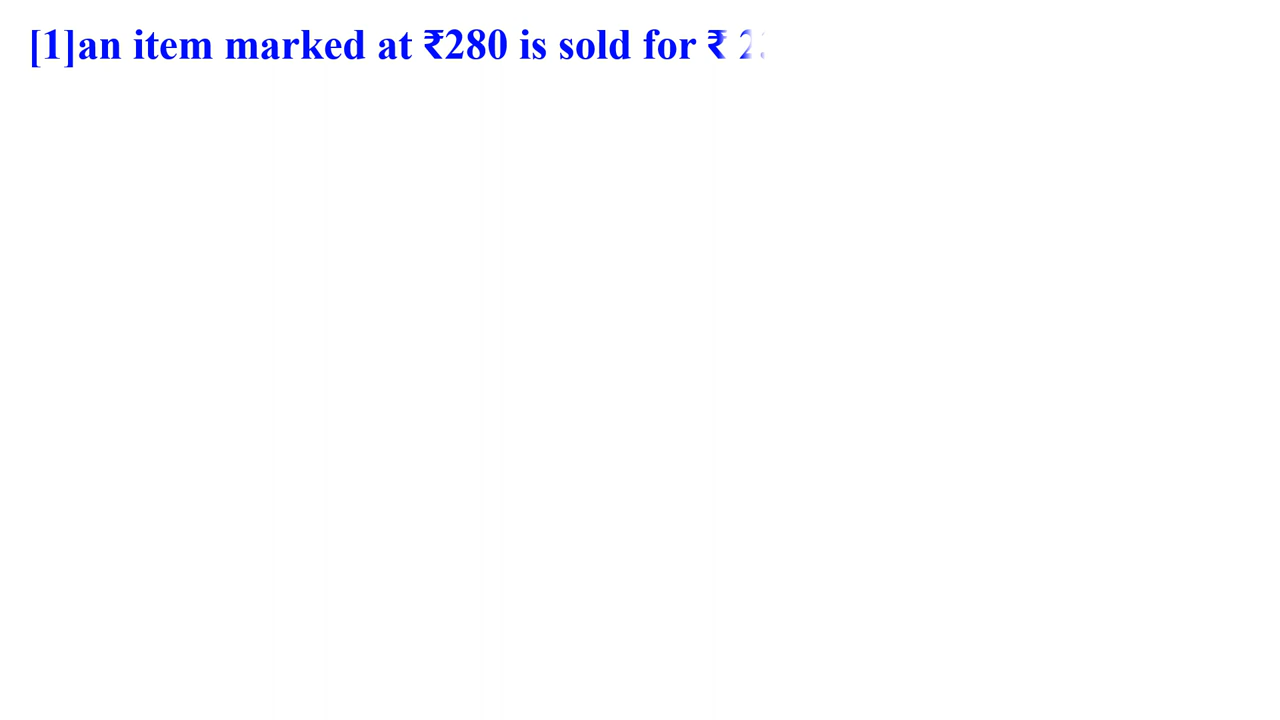 [1]an item marked at ₹280 is sold for ₹